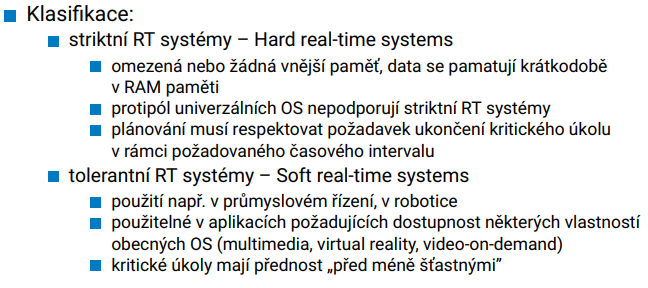 Klasifikace:
striktní RT systémy – Hard real-time systems
omezená nebo žádná vnější paměť, data se pamatují krátkodobě
v RAM paměti
protipól univerzálních OS nepodporují striktní RT systémy
plánování musí respektovat požadavek ukončení kritického úkolu
v rámci požadovaného časového intervalu
tolerantní RT systémy – Soft real-time systems
použití např. v průmyslovém řízení, v robotice
použitelné v aplikacích požadujících dostupnost některých vlastností
obecných OS (multimedia, virtual reality, video-on-demand)
kritické úkoly mají přednost „před méně šťastnými”